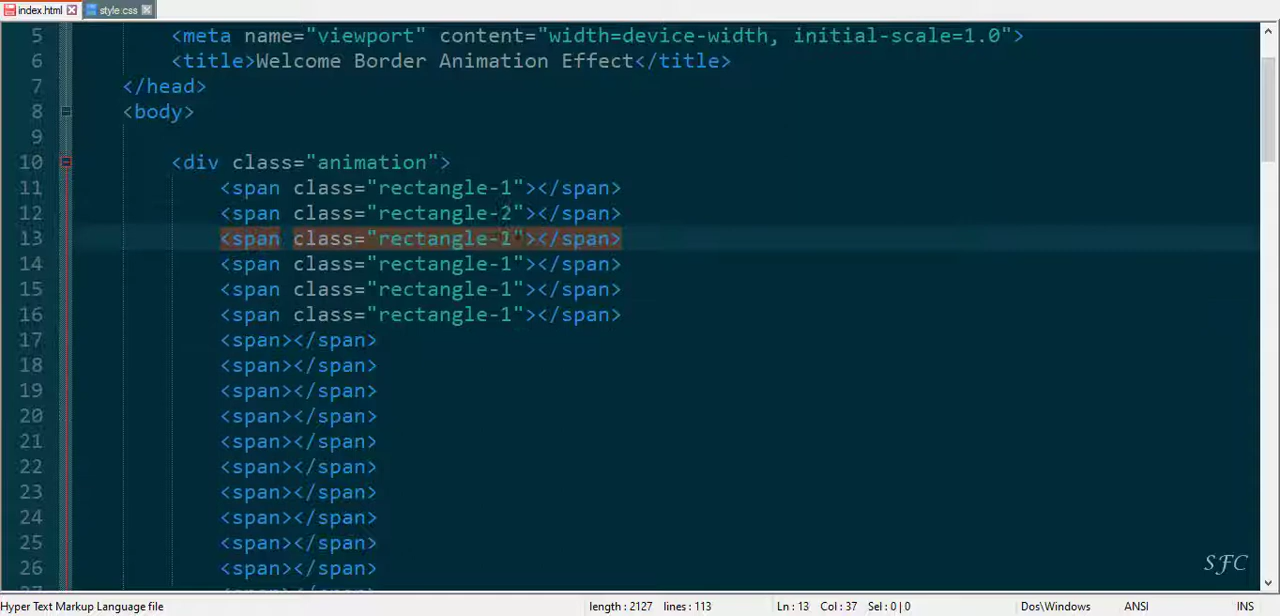 index.html style.css
5 <meta name="viewport" content="width=device-width, initial-scale=1.0">
6 <title>Welcome Border Animation Effect</title>
7 </head>
8 <body>
9
10 <div class="animation">
11 <span class="rectangle-1"></span>
12 <span class="rectangle-2"></span>
13 <span class="rectangle-1"></span>
14 <span class="rectangle-1"></span>
15 <span class="rectangle-1"></span>
16 <span class="rectangle-1"></span>
17 <span></span>
18 <span></span>
19 <span></span>
20 <span></span>
21 <span></span>
22 <span></span>
23 <span></span>
24 <span></span>
25 <span></span>
26 <span></span>
SFC
Hyper Text Markup Language file length : 2127 lines : 113 Ln : 13 Col : 37 Sel : 0 | 0 Dos\Windows ANSI INS